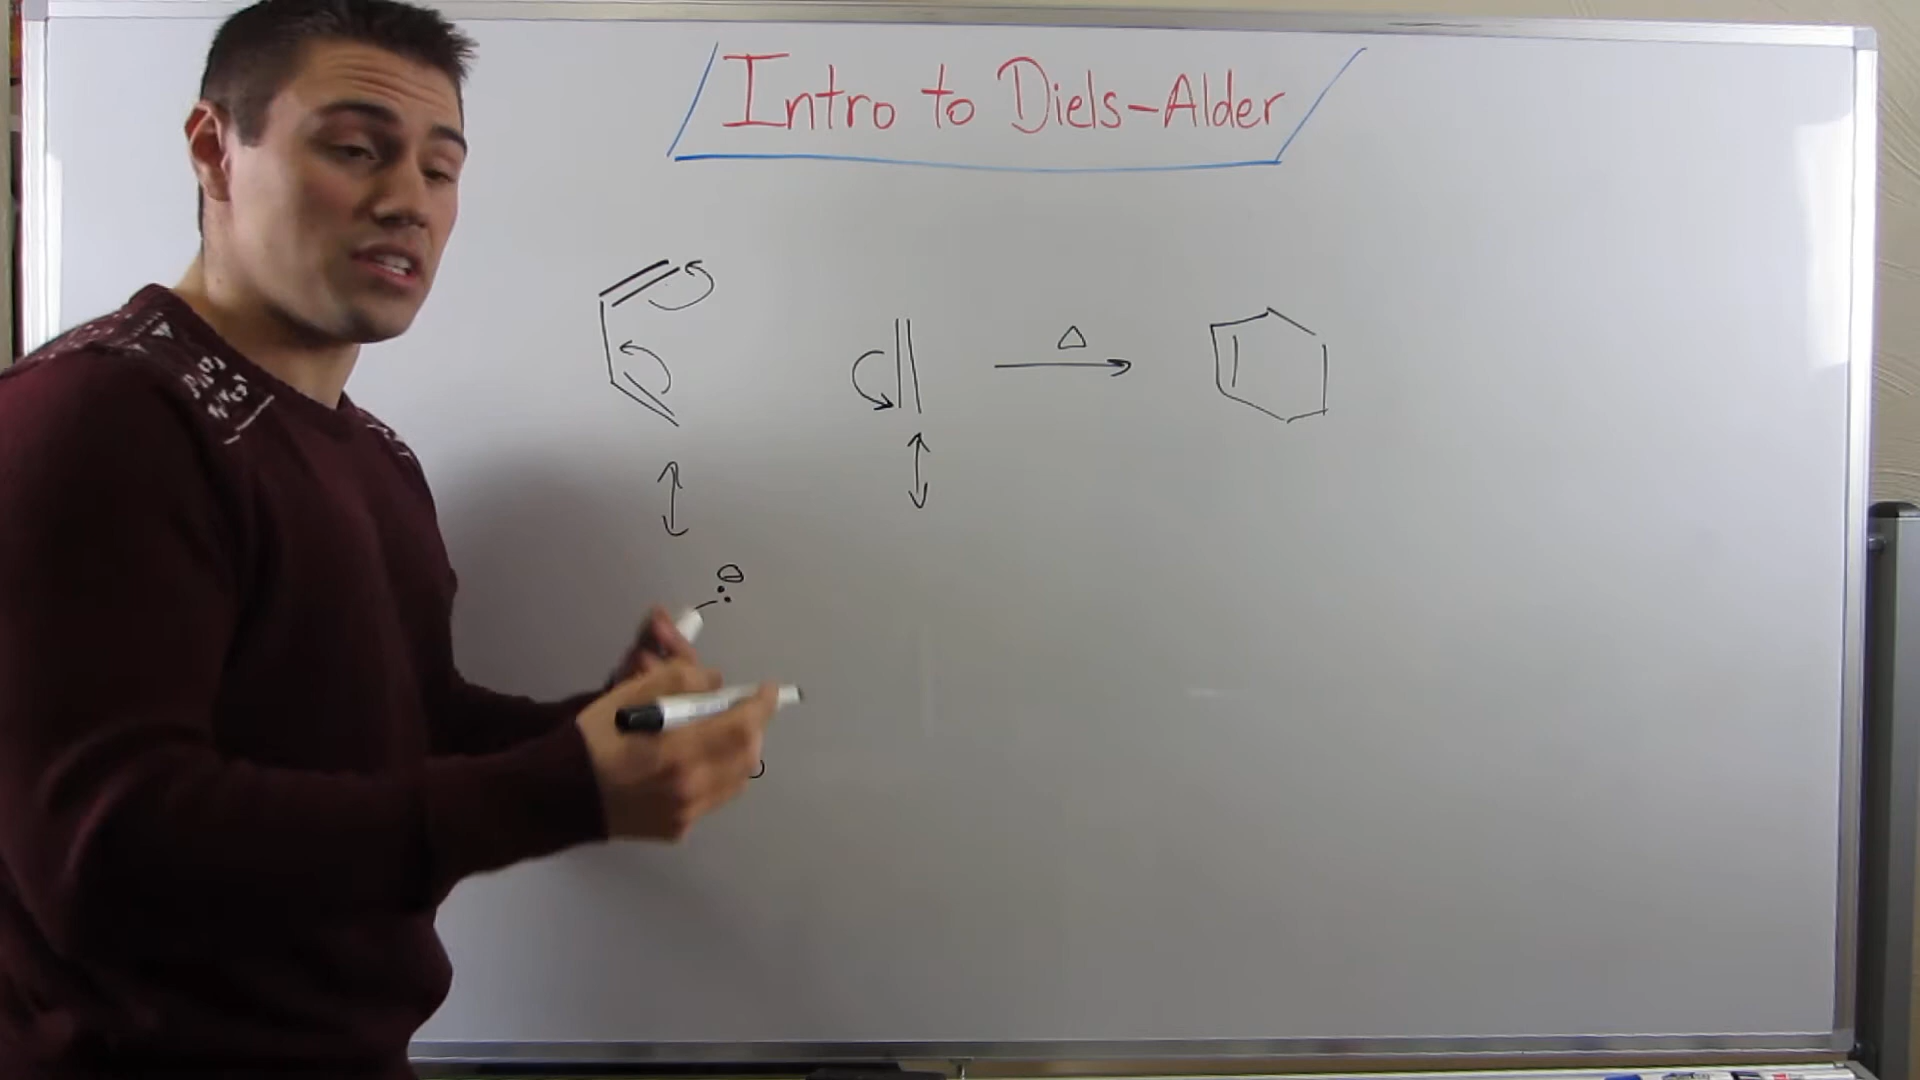 Intro to Diels-Alder
Δ
⊖